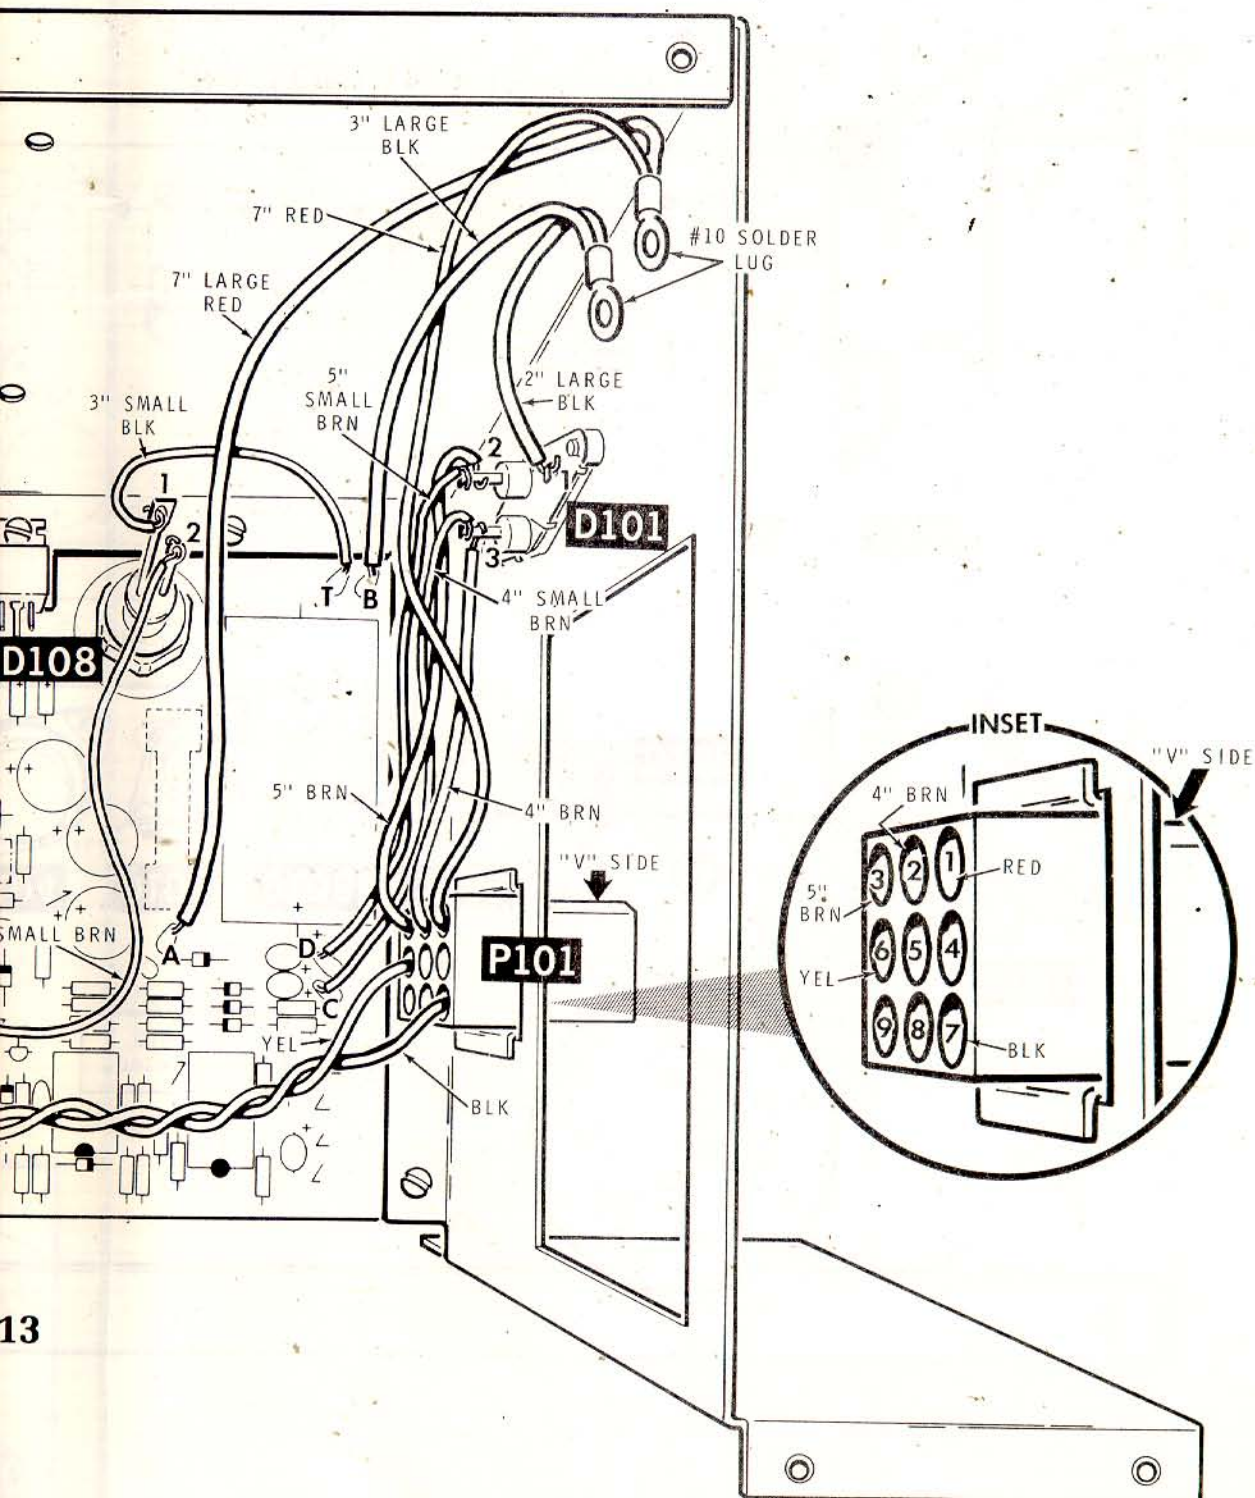 3" LARGE
BLK
7" RED
#10 SOLDER
LUG
7" LARGE
RED
5"
SMALL
BRN
2" LARGE
BLK
3" SMALL
BLK
1
2
2
1
D101
3
T
B
4" SMALL
BRN
D108
5" BRN
4" BRN
"V" SIDE
SMALL BRN
A
D
C
P101
YEL
BLK
INSET
"V" SIDE
4" BRN
3
2
1
RED
5"
BRN
6
5
4
YEL
9
8
7
BLK
13